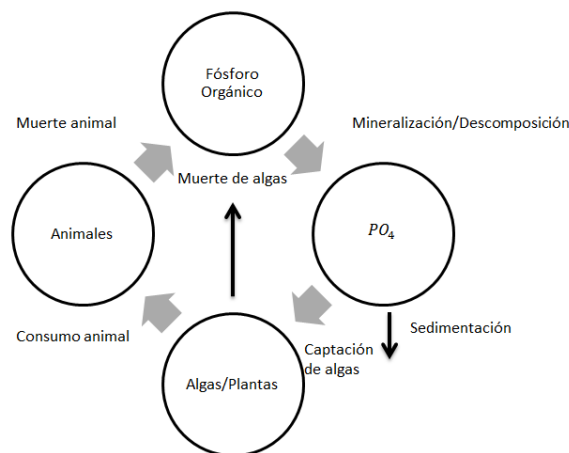 Fósforo
Orgánico
Muerte animal
Mineralización/Descomposición
Muerte de algas
Animales
PO₄
Consumo animal
Sedimentación
Captación
de algas
Algas/Plantas